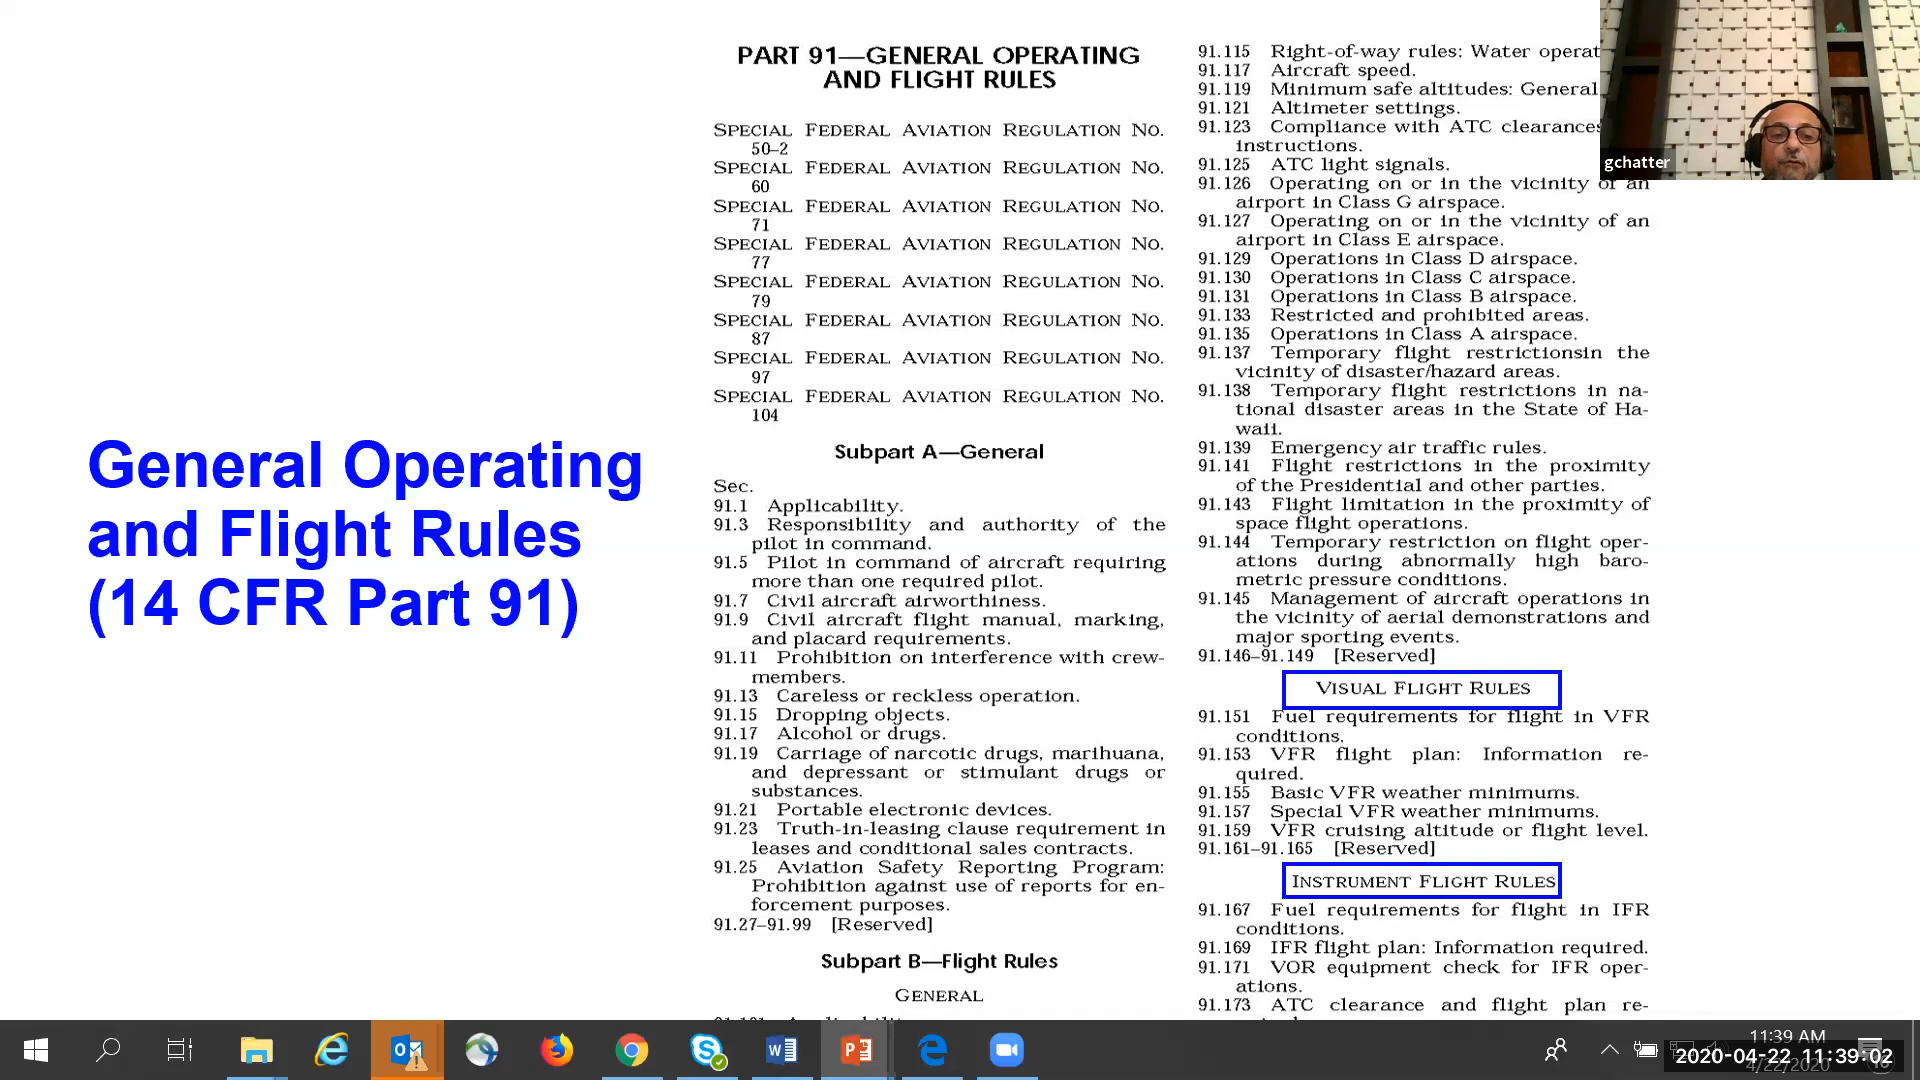 General Operating
and Flight Rules
(14 CFR Part 91)
PART 91—GENERAL OPERATING
AND FLIGHT RULES
SPECIAL FEDERAL AVIATION REGULATION NO.
50–2
SPECIAL FEDERAL AVIATION REGULATION NO.
60
SPECIAL FEDERAL AVIATION REGULATION NO.
71
SPECIAL FEDERAL AVIATION REGULATION NO.
77
SPECIAL FEDERAL AVIATION REGULATION NO.
79
SPECIAL FEDERAL AVIATION REGULATION NO.
87
SPECIAL FEDERAL AVIATION REGULATION NO.
97
SPECIAL FEDERAL AVIATION REGULATION NO.
104
Subpart A—General
Sec.
91.1 Applicability.
91.3 Responsibility and authority of the
pilot in command.
91.5 Pilot in command of aircraft requiring
more than one required pilot.
91.7 Civil aircraft airworthiness.
91.9 Civil aircraft flight manual, marking,
and placard requirements.
91.11 Prohibition on interference with crew-
members.
91.13 Careless or reckless operation.
91.15 Dropping objects.
91.17 Alcohol or drugs.
91.19 Carriage of narcotic drugs, marihuana,
and depressant or stimulant drugs or
substances.
91.21 Portable electronic devices.
91.23 Truth-in-leasing clause requirement in
leases and conditional sales contracts.
91.25 Aviation Safety Reporting Program:
Prohibition against use of reports for en-
forcement purposes.
91.27–91.99 [Reserved]
Subpart B—Flight Rules
GENERAL
91.115 Right-of-way rules: Water operat
91.117 Aircraft speed.
91.119 Minimum safe altitudes: General
91.121 Altimeter settings.
91.123 Compliance with ATC clearances
instructions.
91.125 ATC light signals.
91.126 Operating on or in the vicinity of an
airport in Class G airspace.
91.127 Operating on or in the vicinity of an
airport in Class E airspace.
91.129 Operations in Class D airspace.
91.130 Operations in Class C airspace.
91.131 Operations in Class B airspace.
91.133 Restricted and prohibited areas.
91.135 Operations in Class A airspace.
91.137 Temporary flight restrictionsin the
vicinity of disaster/hazard areas.
91.138 Temporary flight restrictions in na-
tional disaster areas in the State of Ha-
waii.
91.139 Emergency air traffic rules.
91.141 Flight restrictions in the proximity
of the Presidential and other parties.
91.143 Flight limitation in the proximity of
space flight operations.
91.144 Temporary restriction on flight oper-
ations during abnormally high baro-
metric pressure conditions.
91.145 Management of aircraft operations in
the vicinity of aerial demonstrations and
major sporting events.
91.146–91.149 [Reserved]
VISUAL FLIGHT RULES
91.151 Fuel requirements for flight in VFR
conditions.
91.153 VFR flight plan: Information re-
quired.
91.155 Basic VFR weather minimums.
91.157 Special VFR weather minimums.
91.159 VFR cruising altitude or flight level.
91.161–91.165 [Reserved]
INSTRUMENT FLIGHT RULES
91.167 Fuel requirements for flight in IFR
conditions.
91.169 IFR flight plan: Information required.
91.171 VOR equipment check for IFR oper-
ations.
91.173 ATC clearance and flight plan re-
gchatter
11:39 AM
2020-04-22 11:39:02
4/22/2020